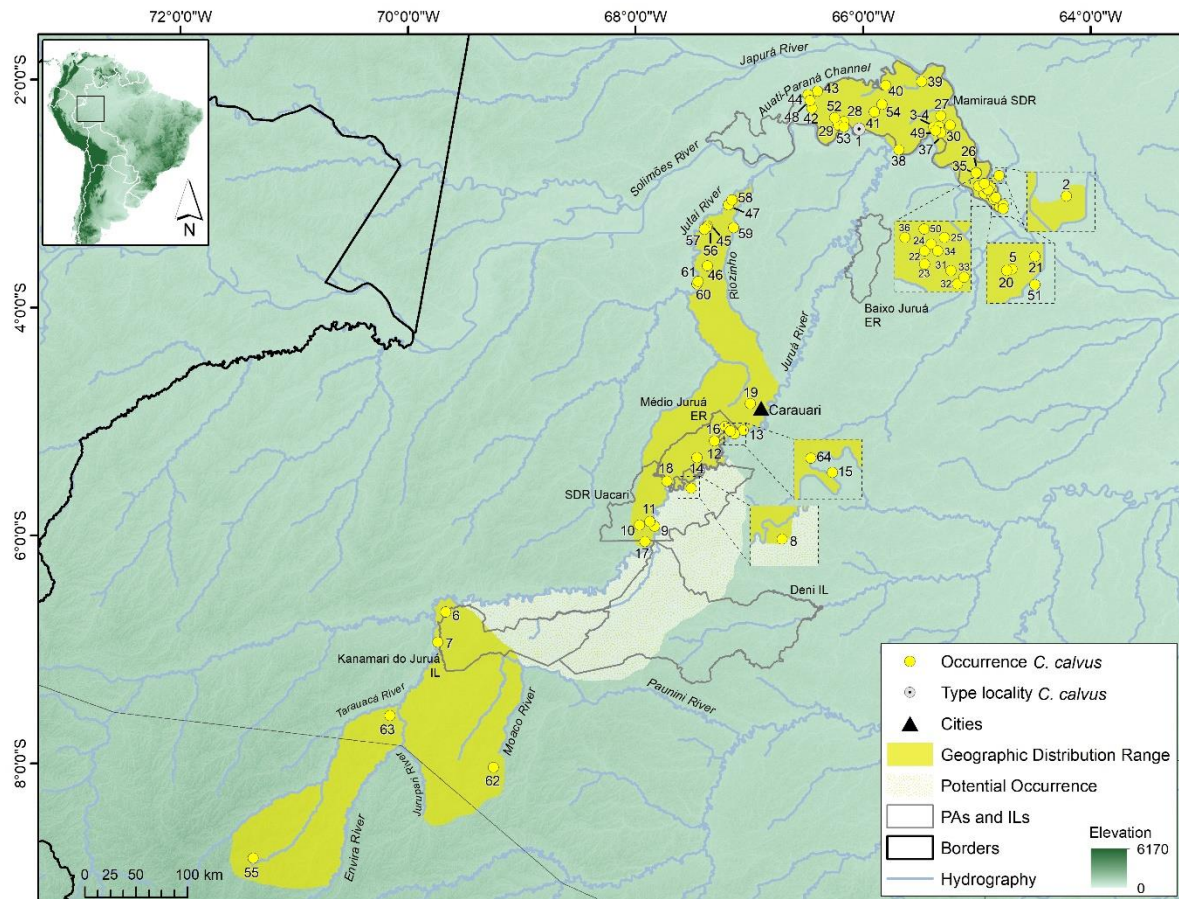 72°0'0"W
70°0'0"W
68°0'0"W
66°0'0"W
64°0'0"W
2°0'0"S
4°0'0"S
6°0'0"S
8°0'0"S
N
Japurá River
Auati-Paraná Channel
Mamirauá SDR
Solimões River
Jutaí River
Riozinho
Juruá River
Baixo Juruá
ER
Médio Juruá
ER
Carauari
SDR Uacari
Deni IL
Kanamari do Juruá
IL
Tarauacá River
Jurupari River
Envira River
Moaco River
Paunini River
44
43
40
39
48
42
52
28
54
27
3-4
29
53
1
41
49
30
37
38
26
35
2
58
47
57
45
56
59
61
46
60
36
50
24
25
22
34
23
31
33
32
5
21
20
51
19
16
13
12
18
14
64
15
11
10
9
17
8
6
7
63
62
55
0 25 50 100 km
Occurrence C. calvus
Type locality C. calvus
Cities
Geographic Distribution Range
Potential Occurrence
PAs and ILs
Borders
Hydrography
Elevation
6170
0